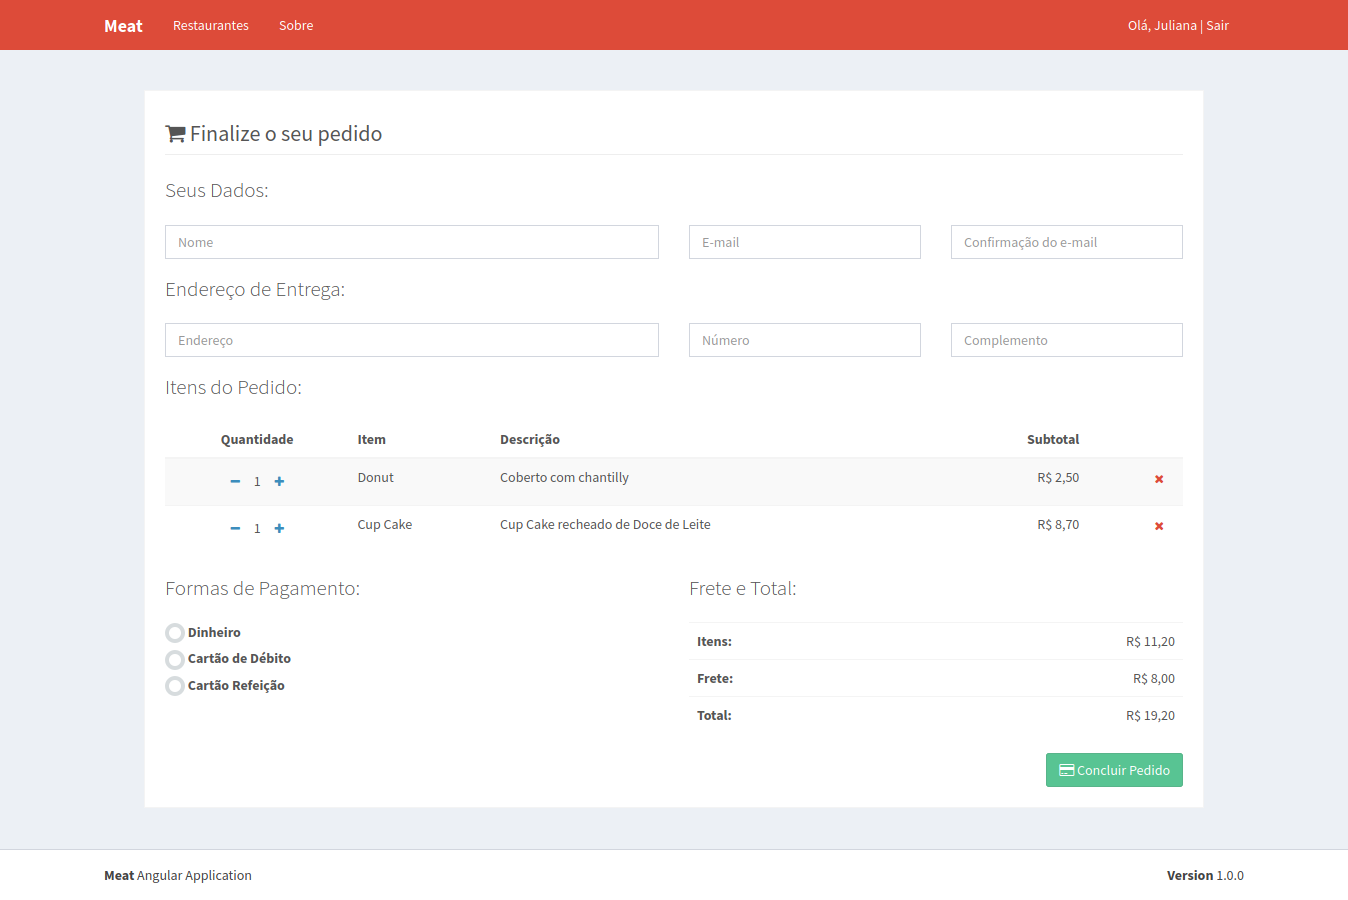 Meat Restaurantes Sobre Olá, Juliana | Sair
Finalize o seu pedido
Seus Dados:
Nome E-mail Confirmação do e-mail
Endereço de Entrega:
Endereço Número Complemento
Itens do Pedido:
Quantidade Item Descrição Subtotal
1 Donut Coberto com chantilly R$ 2,50
1 Cup Cake Cup Cake recheado de Doce de Leite R$ 8,70
Formas de Pagamento: Frete e Total:
Dinheiro
Itens: R$ 11,20
Cartão de Débito
Frete: R$ 8,00
Cartão Refeição
Total: R$ 19,20
Concluir Pedido
Meat Angular Application Version 1.0.0